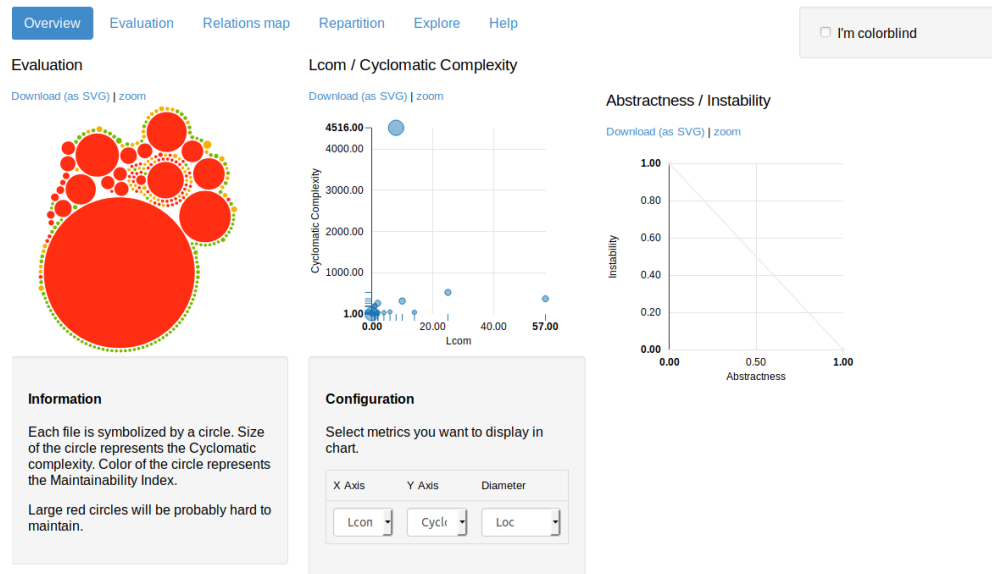 Overview
Evaluation
Relations map
Repartition
Explore
Help
I'm colorblind
Evaluation
Download (as SVG) | zoom
Information
Each file is symbolized by a circle. Size
of the circle represents the Cyclomatic
complexity. Color of the circle represents
the Maintainability Index.
Large red circles will be probably hard to
maintain.
Lcom / Cyclomatic Complexity
Download (as SVG) | zoom
Cyclomatic Complexity
4516.00
4000.00
3000.00
2000.00
1000.00
1.00
0.00
20.00
40.00
57.00
Lcom
Configuration
Select metrics you want to display in
chart.
X Axis
Y Axis
Diameter
Lcon
Cyclo
Loc
Abstractness / Instability
Download (as SVG) | zoom
Instability
1.00
0.80
0.60
0.40
0.20
0.00
0.00
0.50
1.00
Abstractness